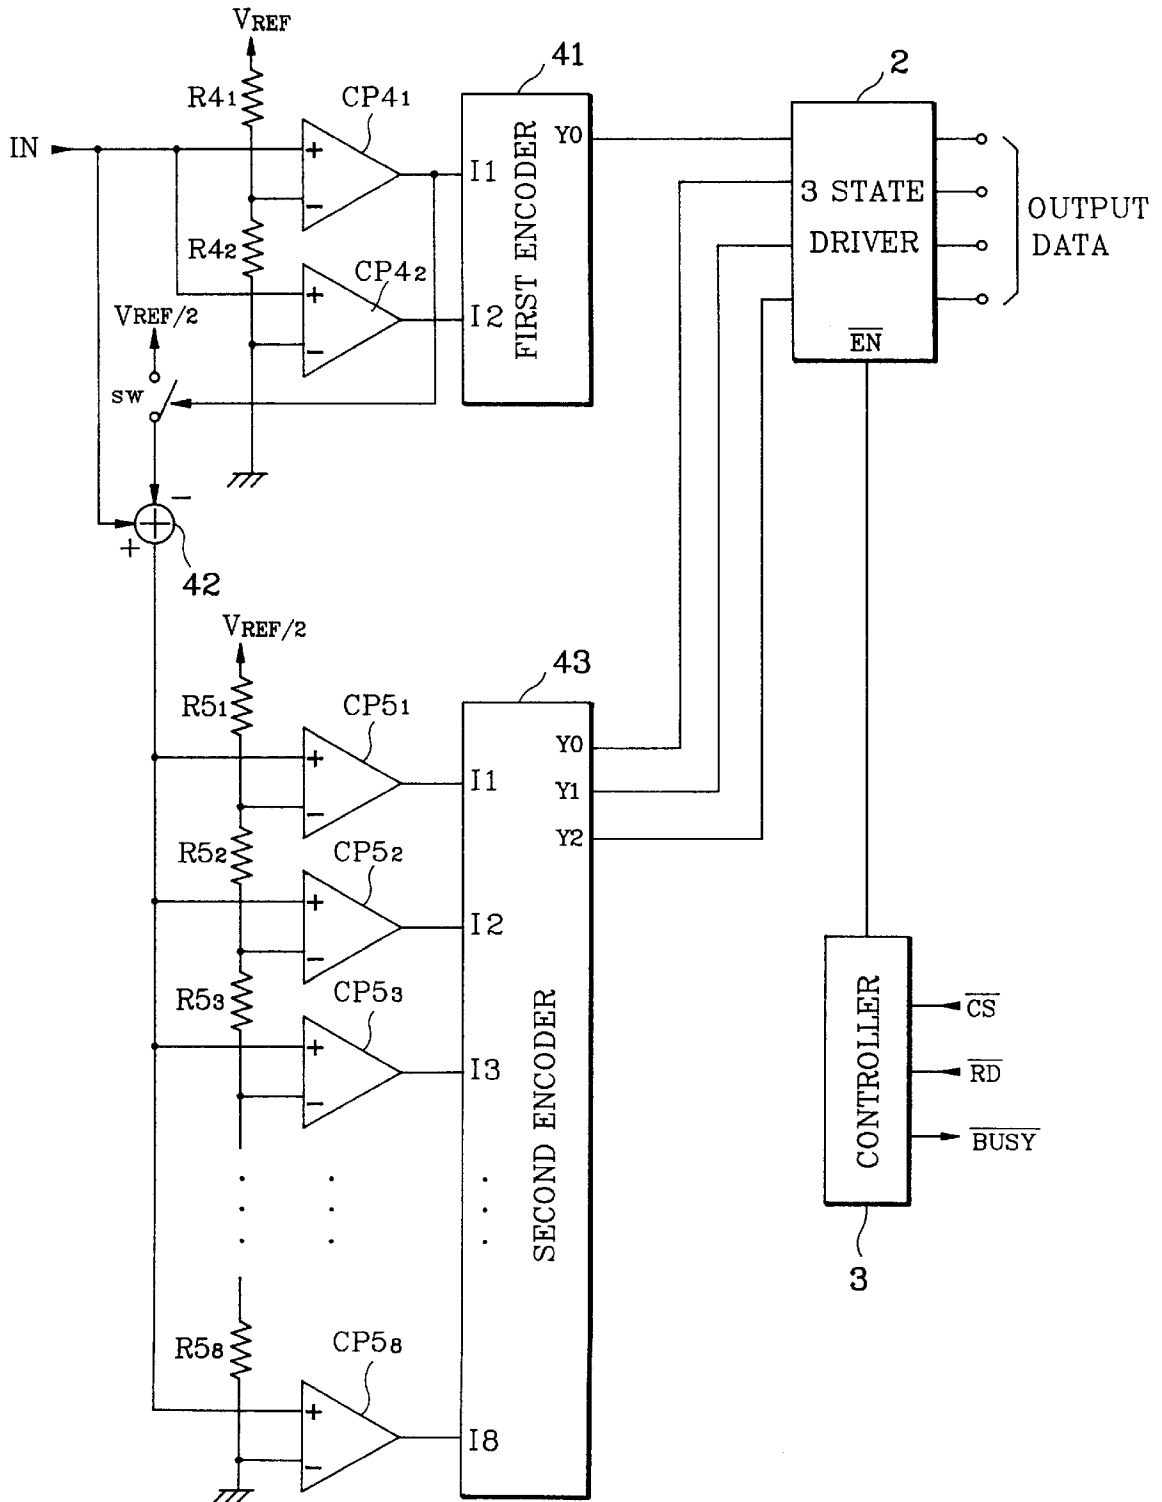 VREF
41
2
R41
CP41
IN
+
−
I1
Y0
FIRST ENCODER
3 STATE
DRIVER
EN
OUTPUT
DATA
R42
CP42
+
−
I2
VREF/2
SW
−
+
42
VREF/2
43
R51
CP51
+
−
I1
Y0
Y1
Y2
R52
CP52
+
−
I2
R53
CP53
+
−
I3
SECOND ENCODER
CONTROLLER
CS
RD
BUSY
3
R58
CP58
+
−
I8